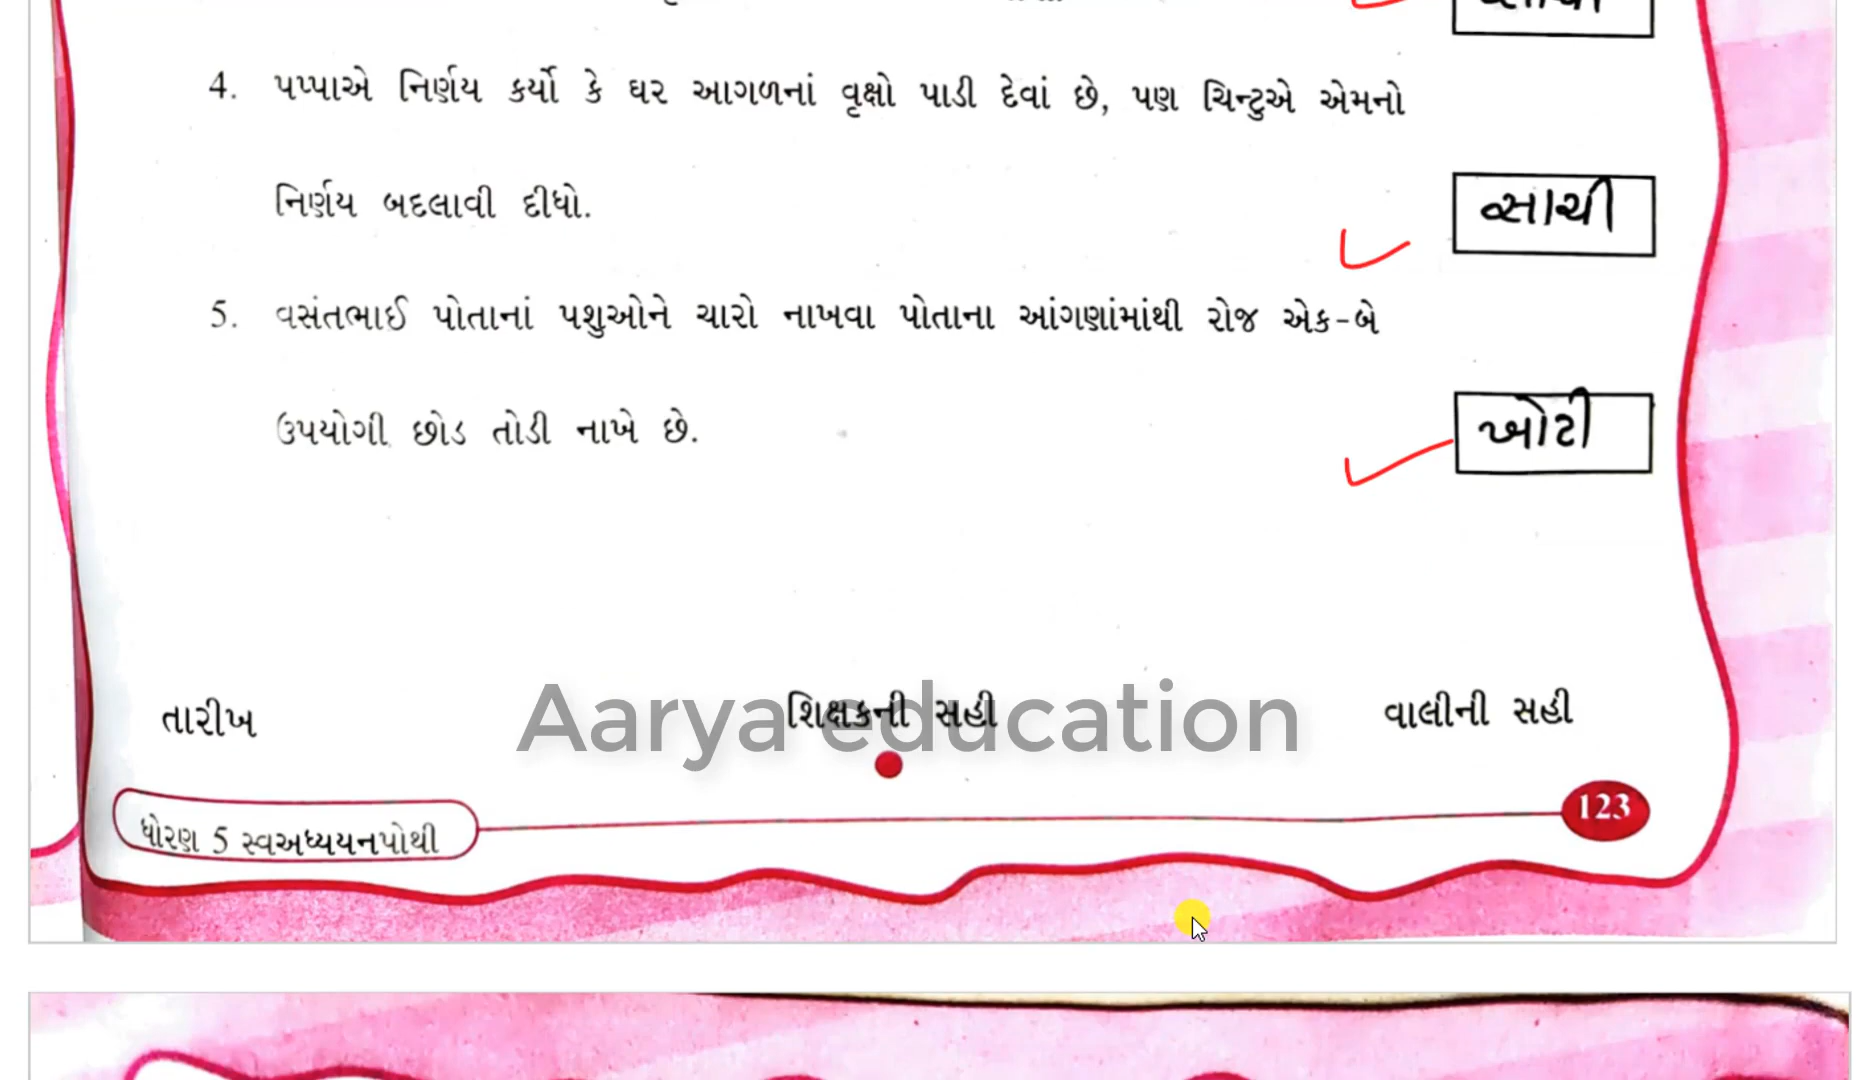 4. પપ્પાએ નિર્ણય કર્યો કે ઘર આગળનાં વૃક્ષો પાડી દેવાં છે, પણ ચિન્ટુએ એમનો
નિર્ણય બદલાવી દીધો.
સાચી
5. વસંતભાઈ પોતાનાં પશુઓને ચારો નાખવા પોતાના આંગણાંમાંથી રોજ એક-બે
ઉપયોગી છોડ તોડી નાખે છે.
ખોટી
તારીખ શિક્ષકની સહી વાલીની સહી
Aarya education
ધોરણ 5 સ્વઅધ્યયનપોથી
123